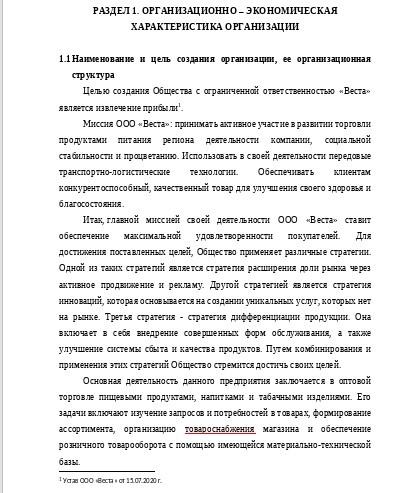 РАЗДЕЛ 1. ОРГАНИЗАЦИОННО – ЭКОНОМИЧЕСКАЯ
ХАРАКТЕРИСТИКА ОРГАНИЗАЦИИ
1.1 Наименование и цель создания организации, ее организационная
структура
Целью создания Общества с ограниченной ответственностью «Веста»
является извлечение прибыли¹.
Миссия ООО «Веста»: принимать активное участие в развитии торговли
продуктами питания региона деятельности компании, социальной
стабильности и процветанию. Использовать в своей деятельности передовые
транспортно-логистические технологии. Обеспечивать клиентам
конкурентоспособный, качественный товар для улучшения своего здоровья и
благосостояния.
Итак, главной миссией своей деятельности ООО «Веста» ставит
обеспечение максимальной удовлетворенности покупателей. Для
достижения поставленных целей, Общество применяет различные стратегии.
Одной из таких стратегий является стратегия расширения доли рынка через
активное продвижение и рекламу. Другой стратегией является стратегия
инноваций, которая основывается на создании уникальных услуг, которых нет
на рынке. Третья стратегия - стратегия дифференциации продукции. Она
включает в себя внедрение совершенных форм обслуживания, а также
улучшение системы сбыта и качества продуктов. Путем комбинирования и
применения этих стратегий Общество стремится достичь своих целей.
Основная деятельность данного предприятия заключается в оптовой
торговле пищевыми продуктами, напитками и табачными изделиями. Его
задачи включают изучение запросов и потребностей в товарах, формирование
ассортимента, организацию товароснабжения магазина и обеспечение
розничного товарооборота с помощью имеющейся материально-технической
базы.
¹ Устав ООО «Веста» от 15.07.2020 г.